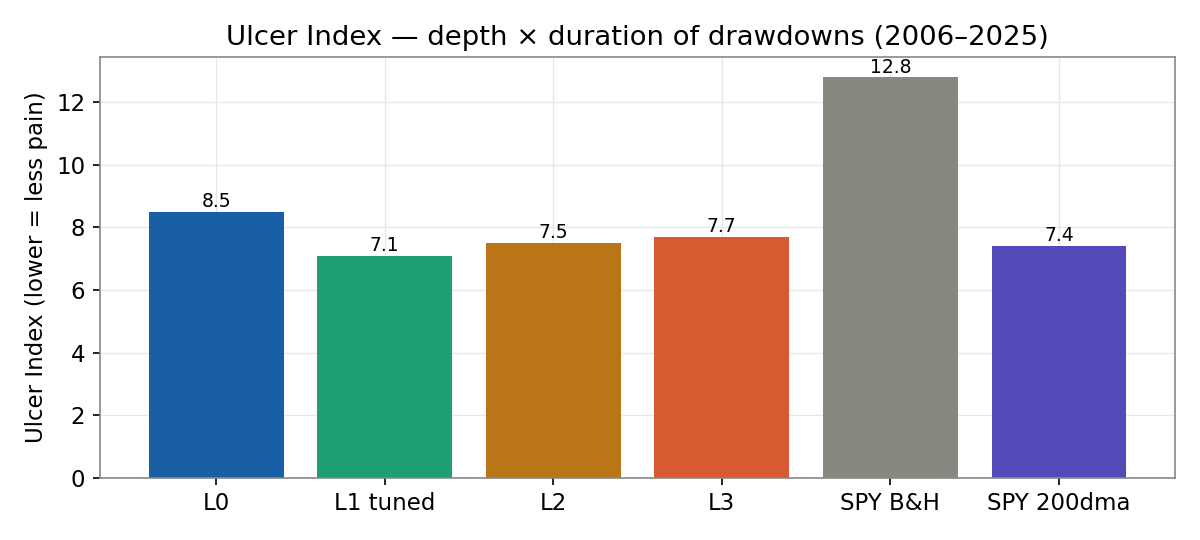 Ulcer Index — depth × duration of drawdowns (2006–2025)
Ulcer Index (lower = less pain)
12
10
8
6
4
2
0
8.5
7.1
7.5
7.7
12.8
7.4
L0
L1 tuned
L2
L3
SPY B&H
SPY 200dma